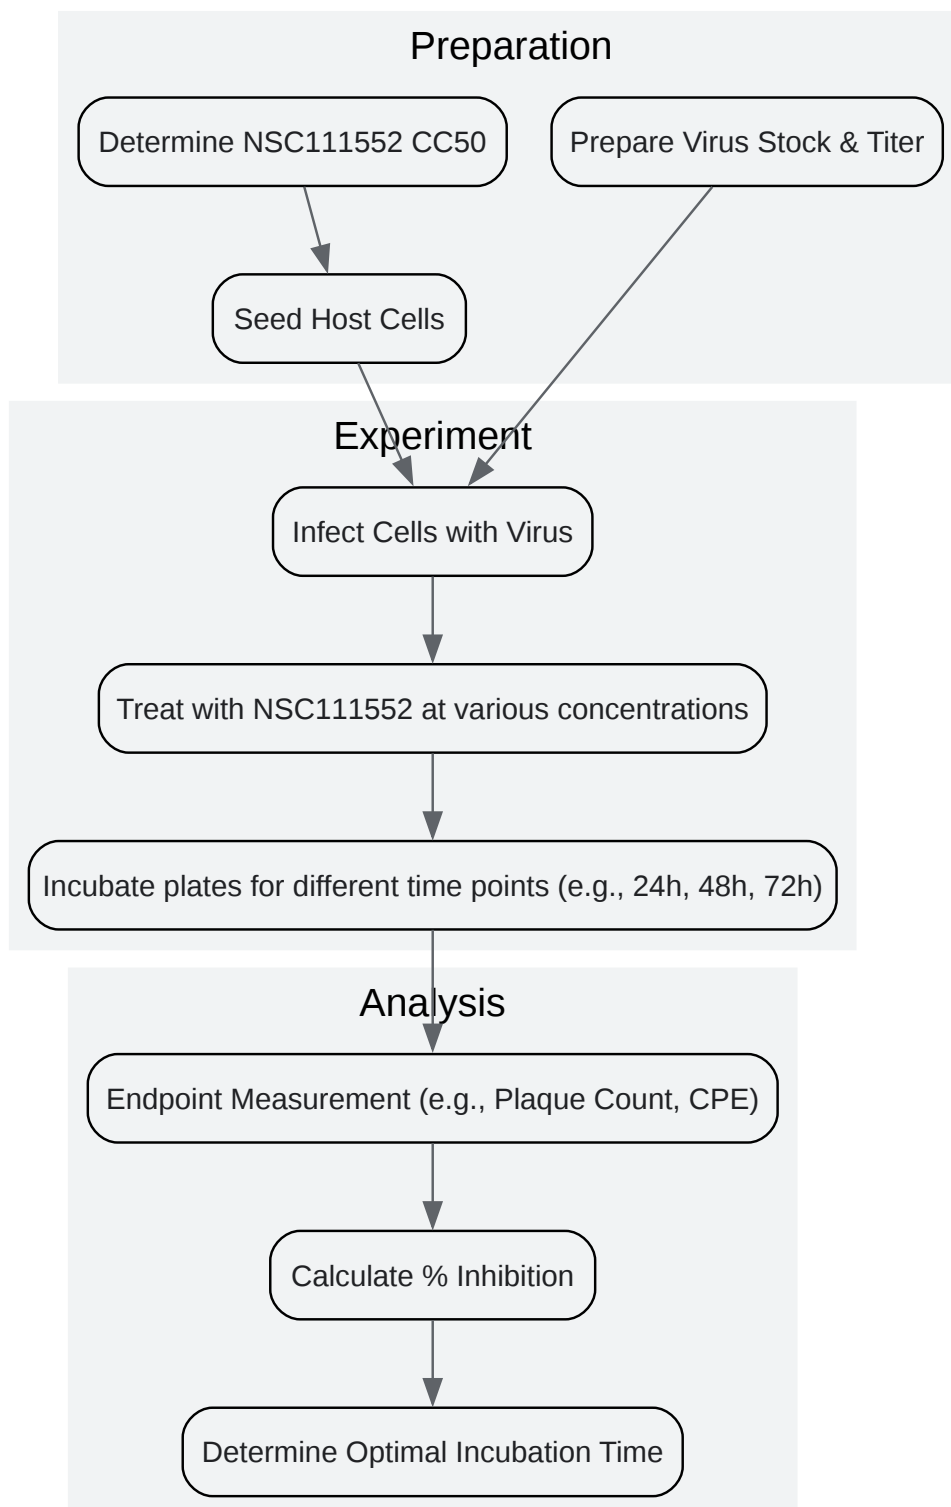 Preparation
Determine NSC111552 CC50
Prepare Virus Stock & Titer
Seed Host Cells
Experiment
Infect Cells with Virus
Treat with NSC111552 at various concentrations
Incubate plates for different time points (e.g., 24h, 48h, 72h)
Analysis
Endpoint Measurement (e.g., Plaque Count, CPE)
Calculate % Inhibition
Determine Optimal Incubation Time